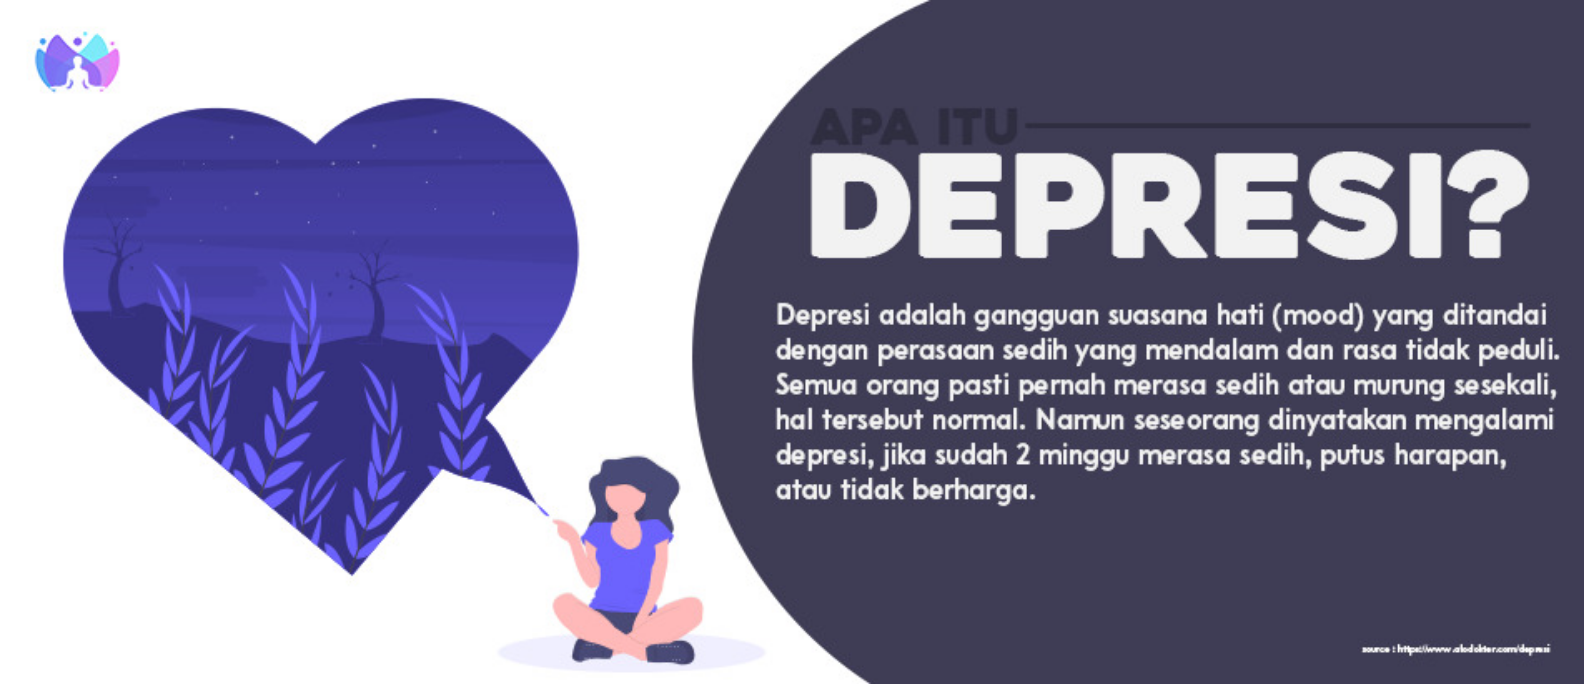 APA ITU
DEPRESI?
Depresi adalah gangguan suasana hati (mood) yang ditandai
dengan perasaan sedih yang mendalam dan rasa tidak peduli.
Semua orang pasti pernah merasa sedih atau murung sesekali,
hal tersebut normal. Namun seseorang dinyatakan mengalami
depresi, jika sudah 2 minggu merasa sedih, putus harapan,
atau tidak berharga.
source : https://www.alodokter.com/depresi